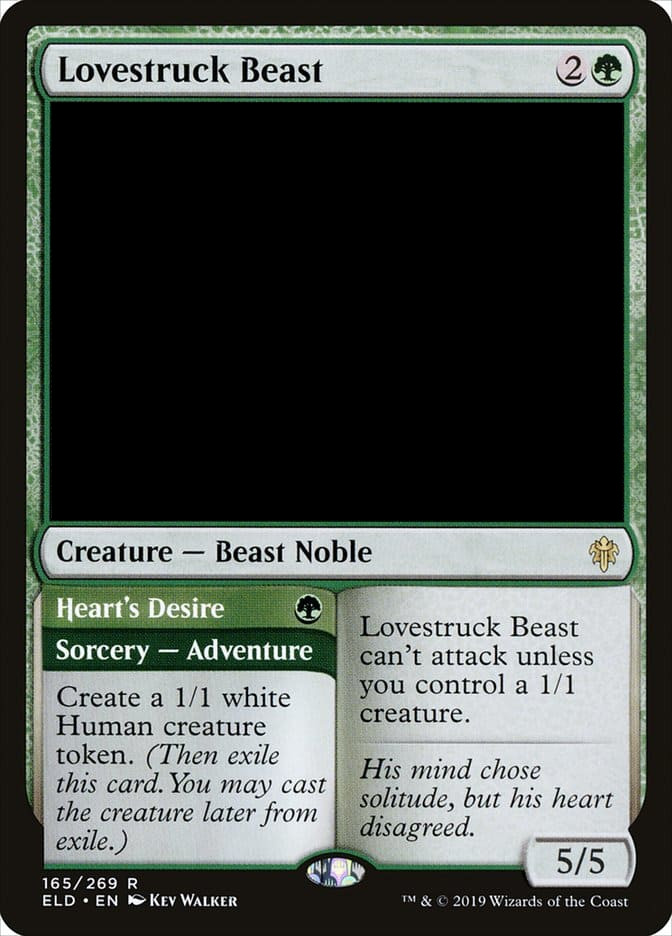 Lovestruck Beast 2
Creature — Beast Noble
Heart's Desire
Sorcery — Adventure
Create a 1/1 white
Human creature
token. (Then exile
this card. You may cast
the creature later from
exile.)
Lovestruck Beast
can't attack unless
you control a 1/1
creature.
His mind chose
solitude, but his heart
disagreed.
5/5
165/269 R
ELD • EN Kev Walker
™ & © 2019 Wizards of the Coast